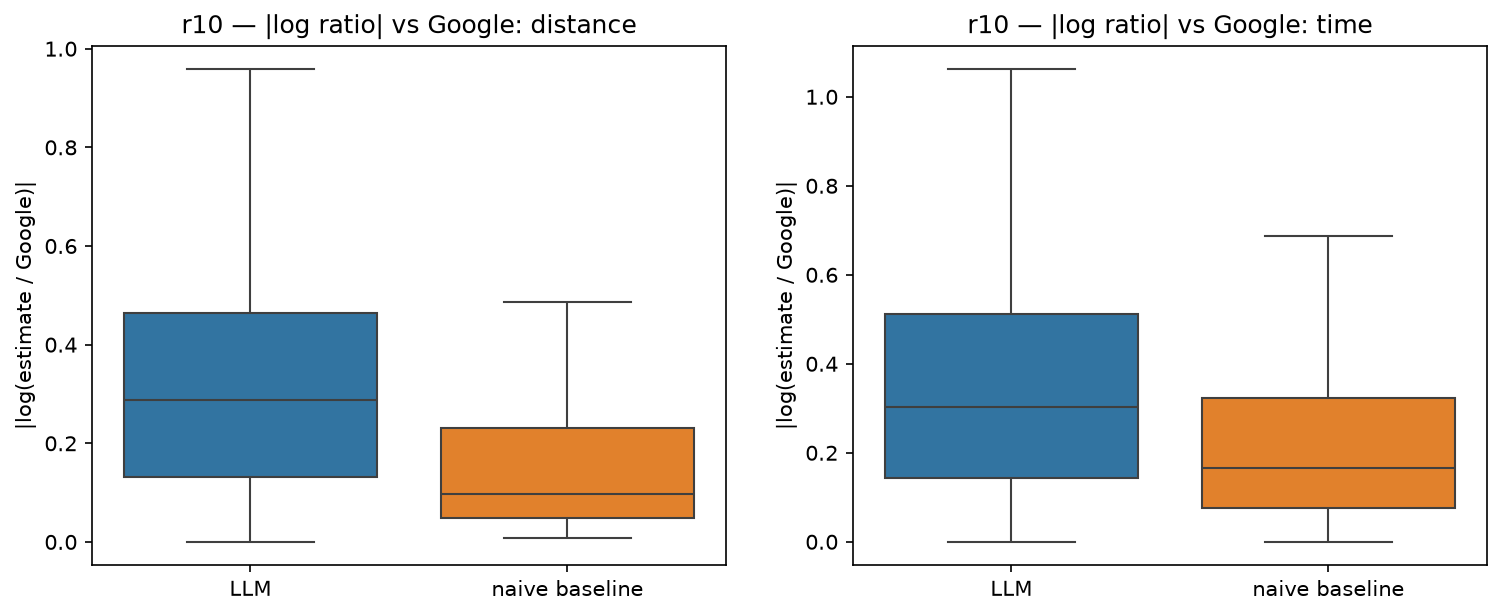 r10 — |log ratio| vs Google: distance
|log(estimate / Google)|
1.0
0.8
0.6
0.4
0.2
0.0
LLM
naive baseline
r10 — |log ratio| vs Google: time
|log(estimate / Google)|
1.0
0.8
0.6
0.4
0.2
0.0
LLM
naive baseline